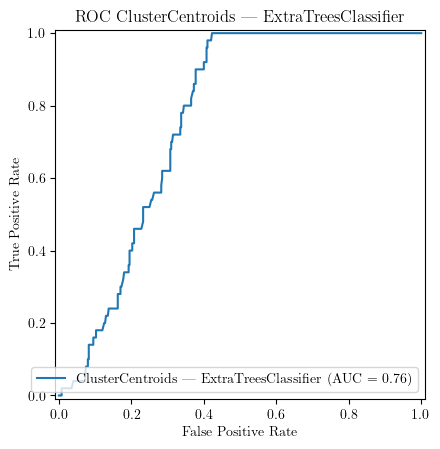 ROC ClusterCentroids — ExtraTreesClassifier
True Positive Rate
1.0
0.8
0.6
0.4
0.2
0.0
ClusterCentroids — ExtraTreesClassifier (AUC = 0.76)
0.0 0.2 0.4 0.6 0.8 1.0
False Positive Rate